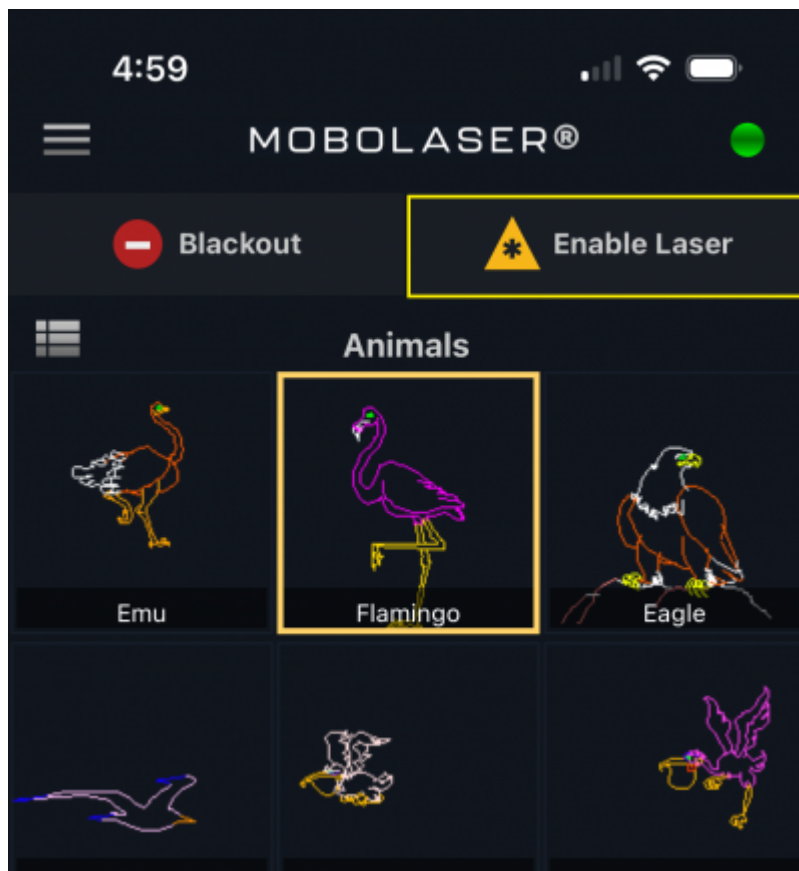 4:59
MOBOLASER®
Blackout
Enable Laser
Animals
Emu
Flamingo
Eagle